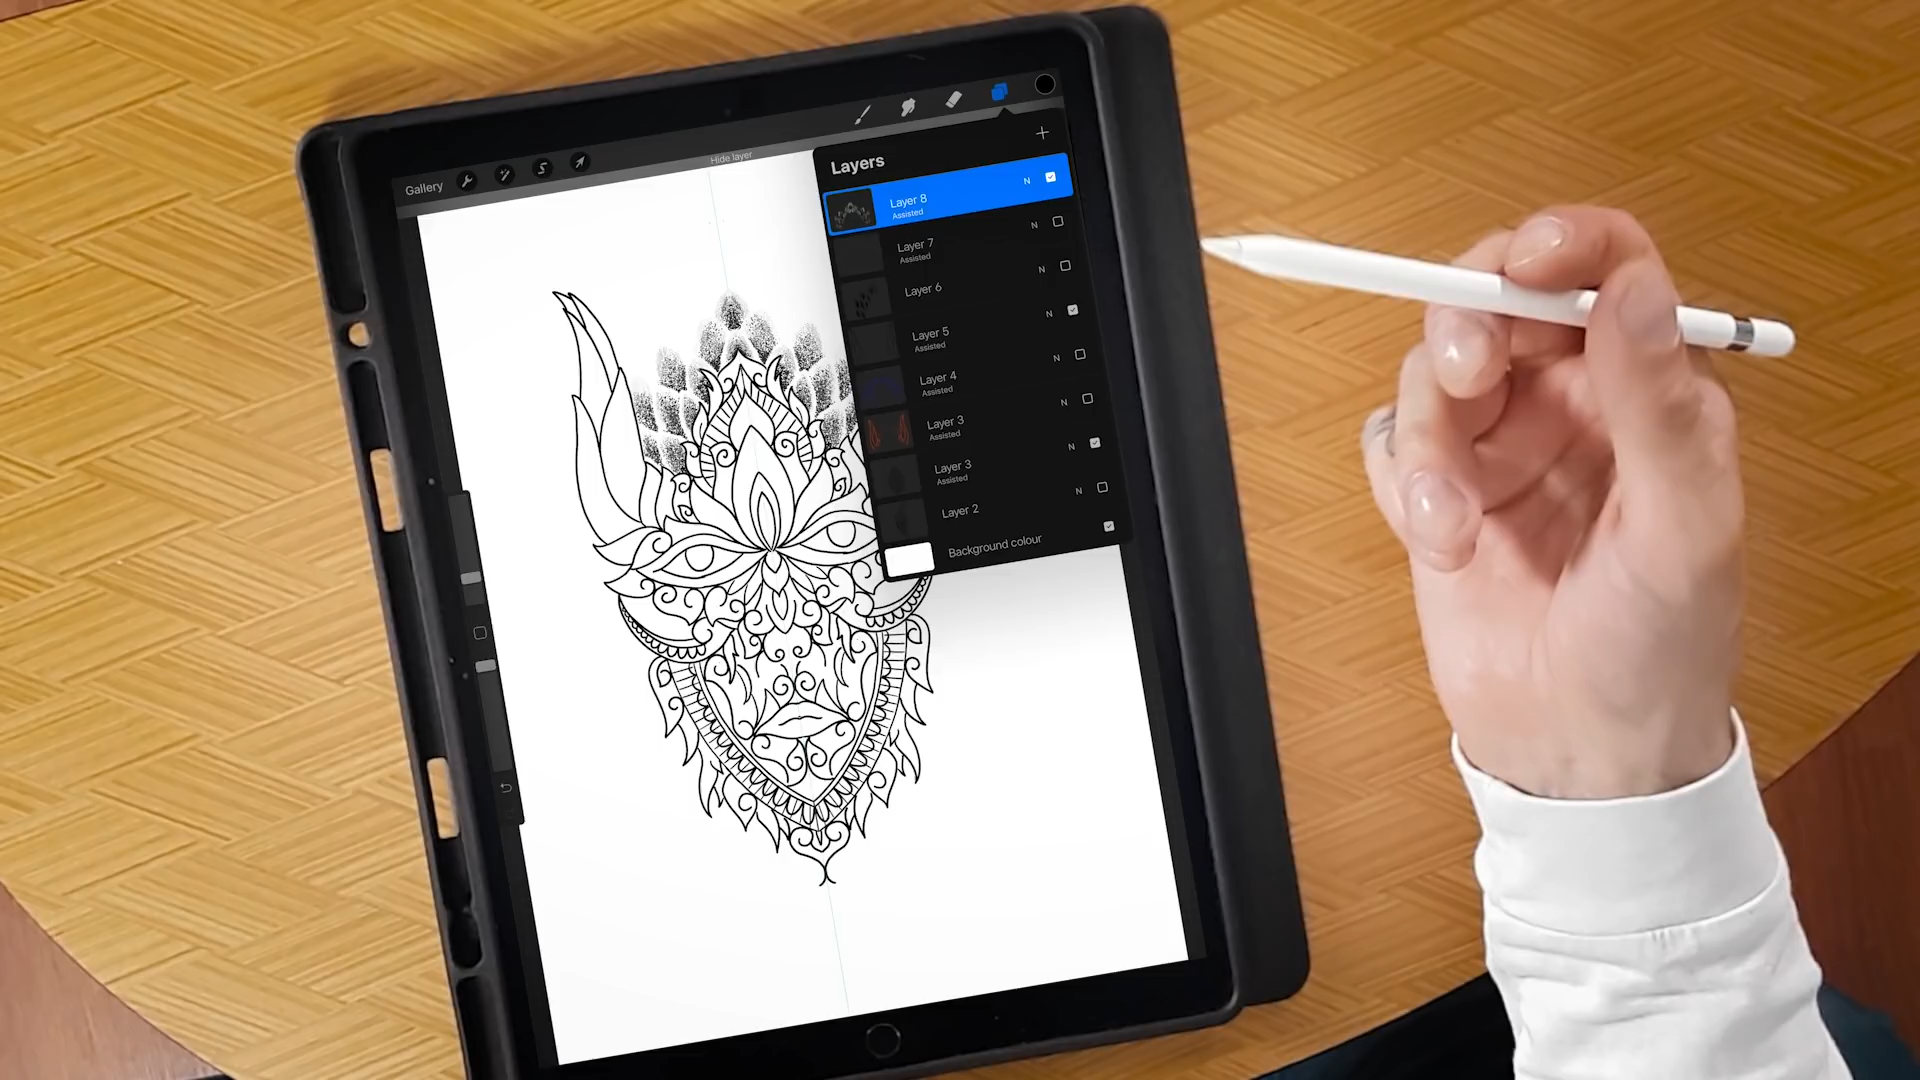 Gallery
Hide layer
Layers
Layer 8 N
Assisted
Layer 7 N
Assisted
Layer 6 N
Layer 5 N
Assisted
Layer 4 N
Assisted
Layer 3 N
Assisted
Layer 3 N
Assisted
Layer 2 N
Background colour